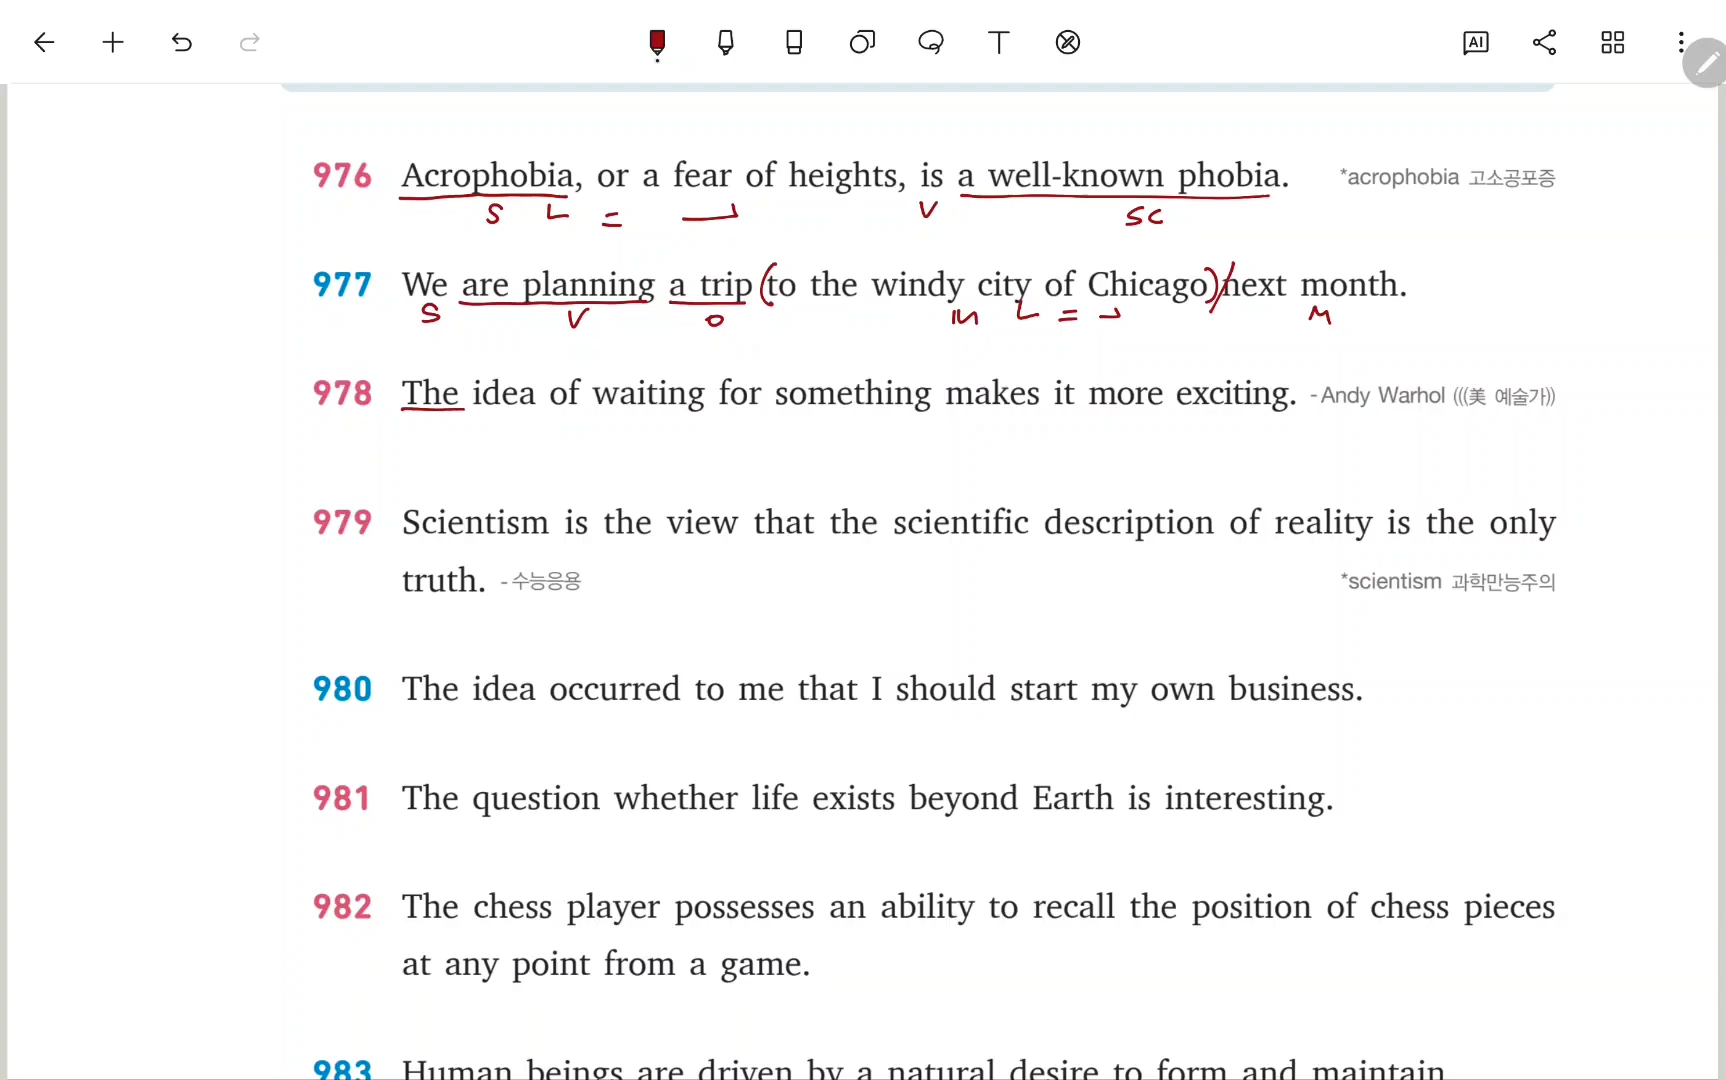 AI
976 Acrophobia, or a fear of heights, is a well-known phobia. *acrophobia 고소공포증
S = V SC
977 We are planning a trip (to the windy city of Chicago)/next month.
S V O M = M
978 The idea of waiting for something makes it more exciting. - Andy Warhol (((美 예술가))
979 Scientism is the view that the scientific description of reality is the only
truth. - 수능응용 *scientism 과학만능주의
980 The idea occurred to me that I should start my own business.
981 The question whether life exists beyond Earth is interesting.
982 The chess player possesses an ability to recall the position of chess pieces
at any point from a game.
983 Human beings are driven by a natural desire to form and maintain